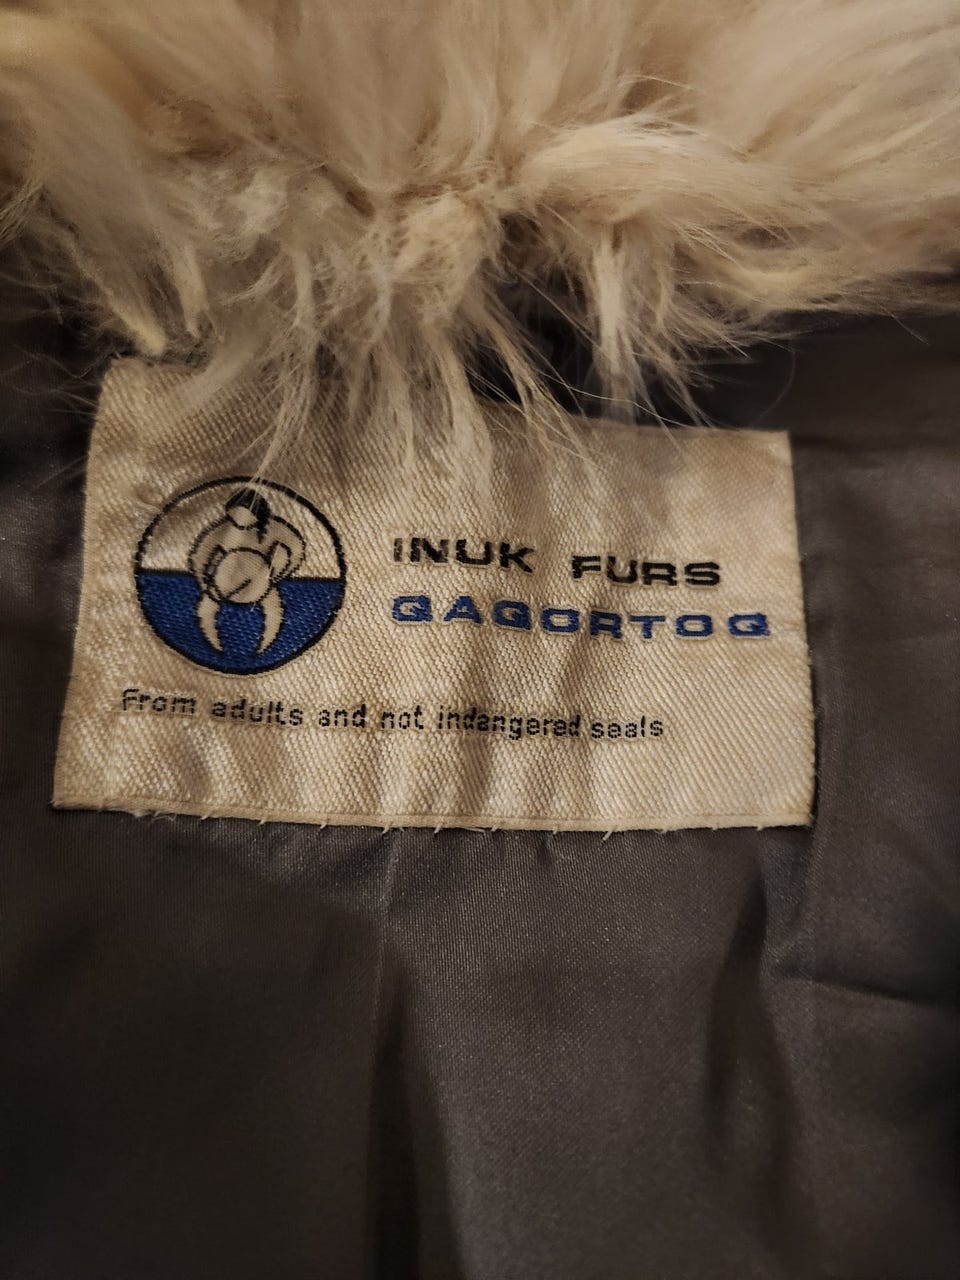 INUK FURS
QAQORTOQ
From adults and not indangered seals